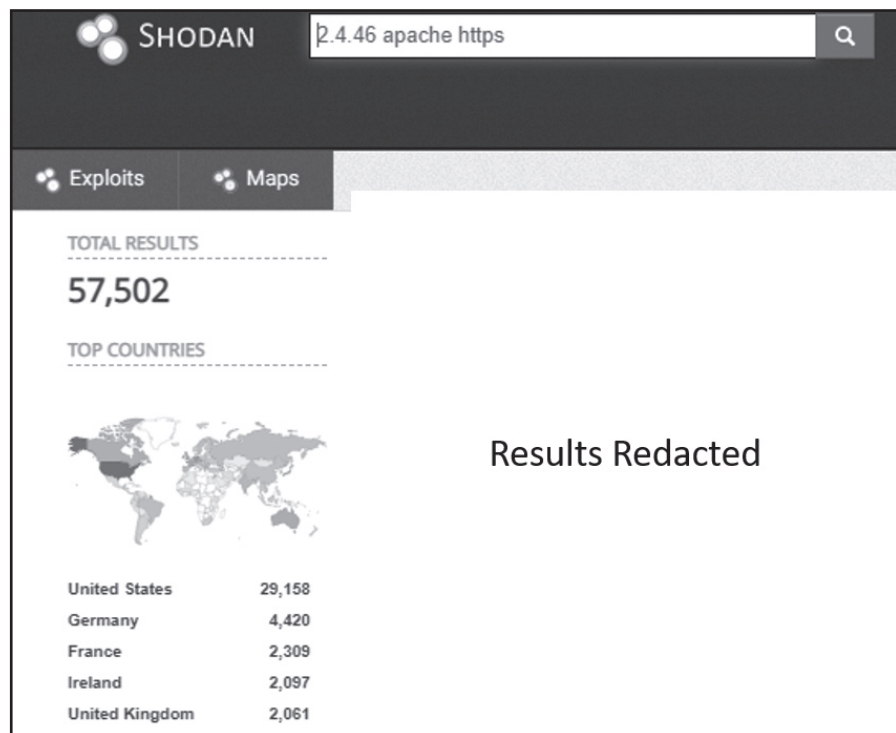 SHODAN
2.4.46 apache https
Exploits
Maps
TOTAL RESULTS
57,502
TOP COUNTRIES
Results Redacted
United States 29,158
Germany 4,420
France 2,309
Ireland 2,097
United Kingdom 2,061